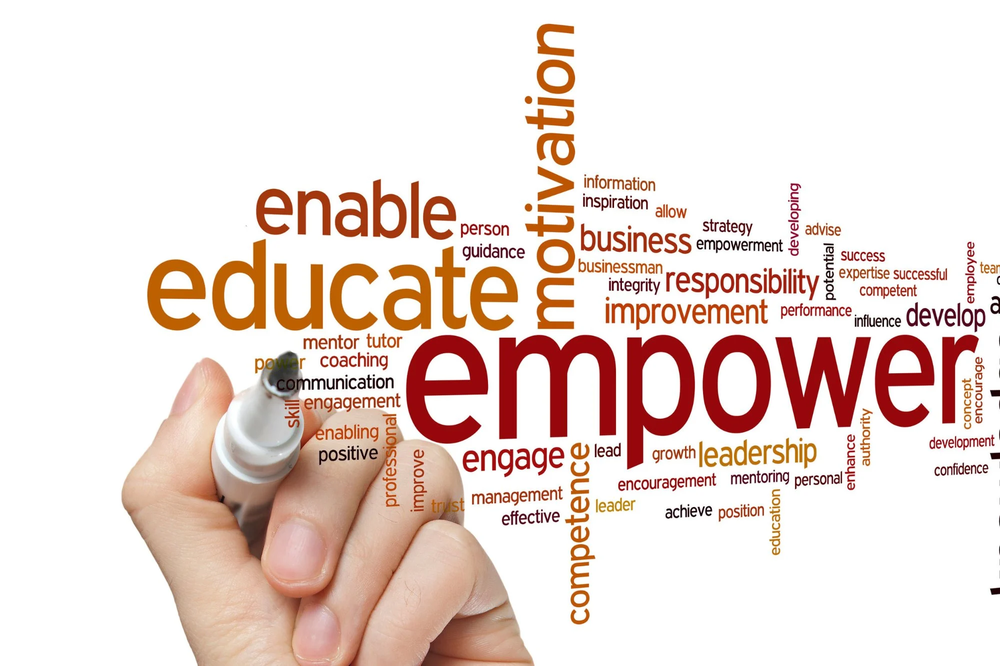 motivation
enable
person
guidance
educate
information
inspiration
allow
strategy
developing
advise
business
empowerment
potential
success
employee
businessman
integrity
responsibility
expertise
successful
competent
improvement
performance
influence
develop
mentor
tutor
power
coaching
communication
engagement
skill
enabling
positive
professional
improve
trust
empower
concept
encourage
authority
enhance
development
confidence
engage
competence
lead
growth
leadership
encouragement
mentoring
personal
management
effective
leader
achieve
position
education